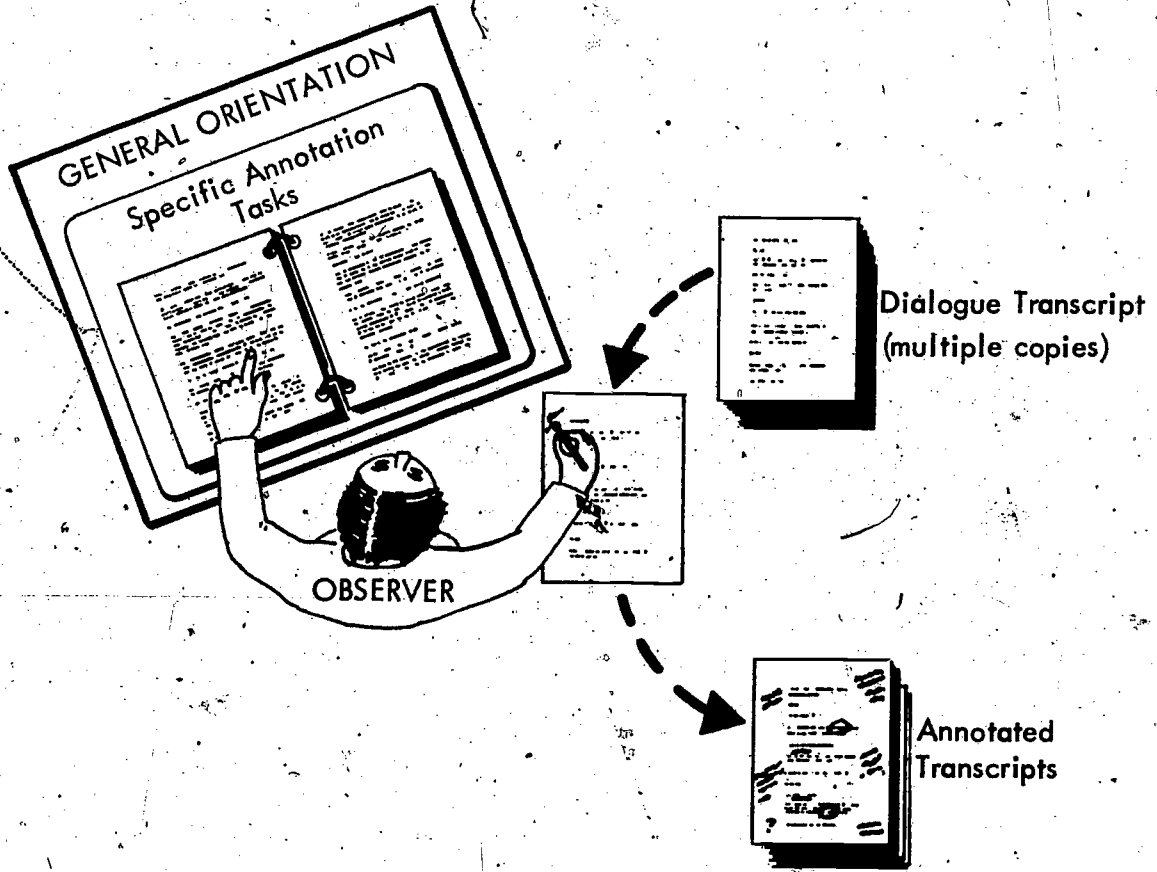 GENERAL ORIENTATION
Specific Annotation
Tasks
Dialogue Transcript
(multiple copies)
OBSERVER
Annotated
Transcripts
?